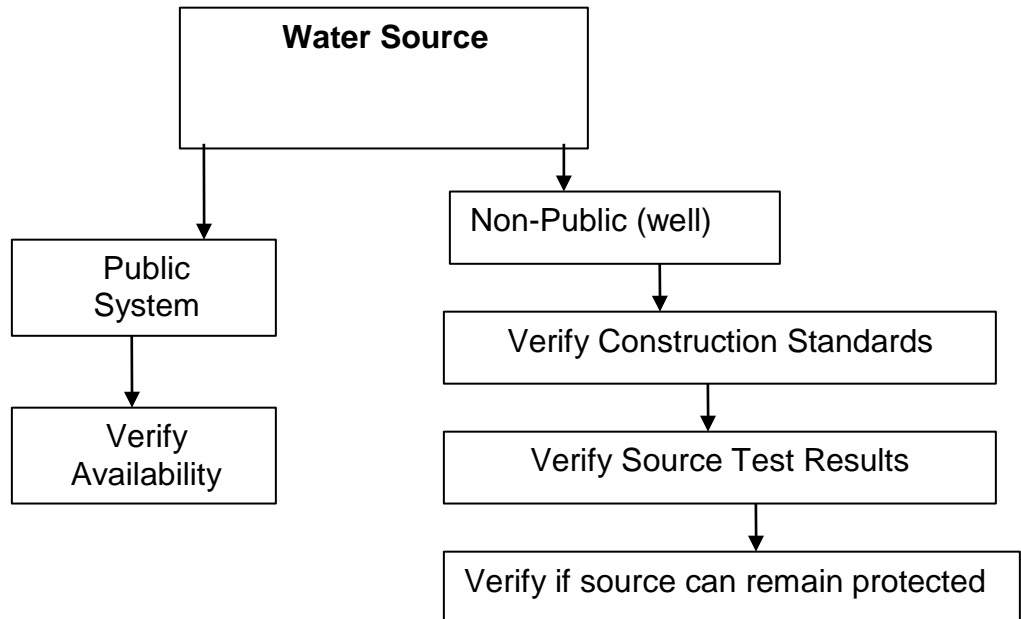 Water Source
Non-Public (well)
Public
System
Verify Construction Standards
Verify
Availability
Verify Source Test Results
Verify if source can remain protected